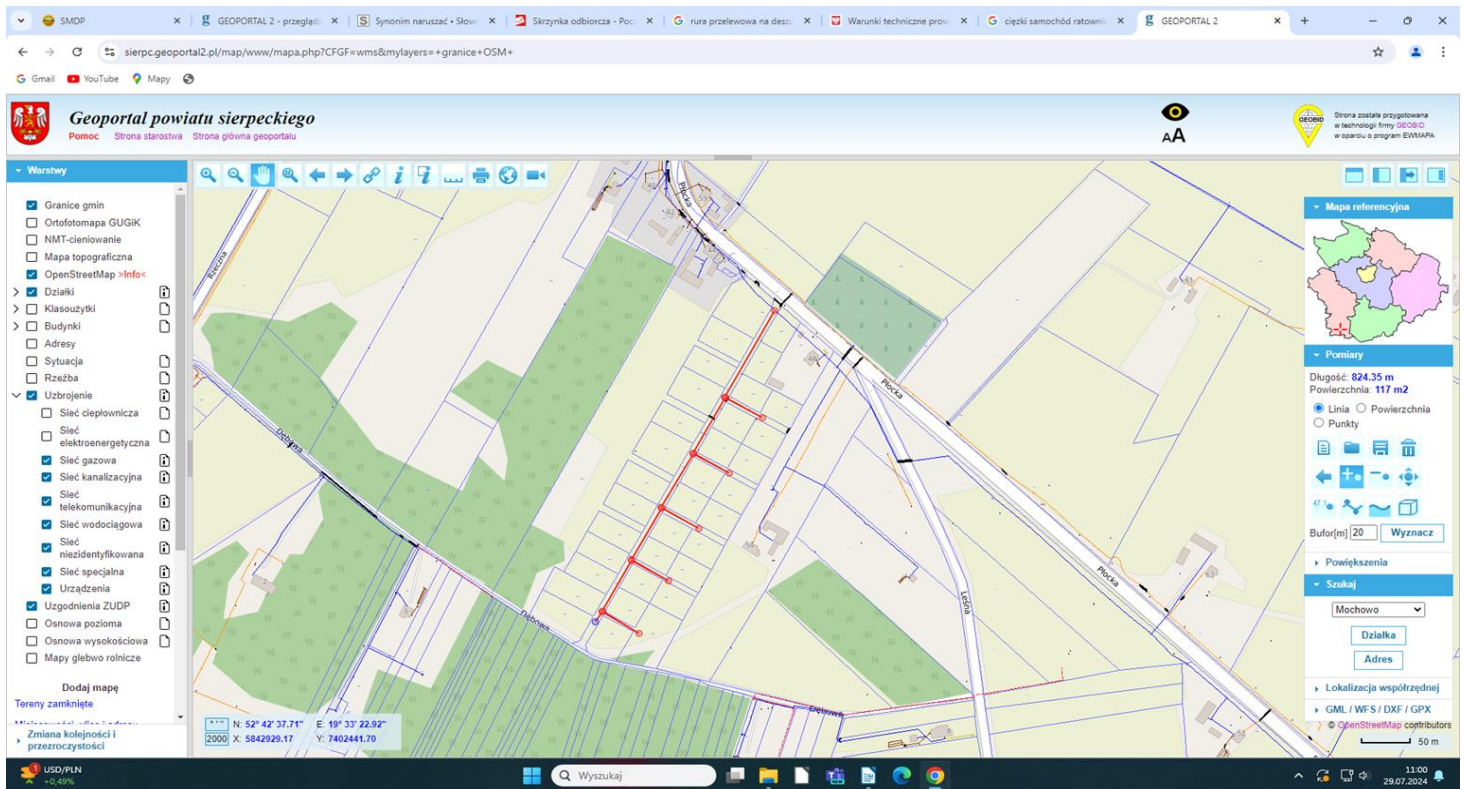 SMDP
GEOPORTAL 2 - przegląda
Synonim naruszać • Słow
Skrzynka odbiorcza - Poc
rura przelewowa na deszc
Warunki techniczne prow
ciężki samochód ratownic
GEOPORTAL 2
sierpc.geoportal2.pl/map/www/mapa.php?CFGF=wms&mylayers=+granice+OSM+
Gmail
YouTube
Mapy
Geoportal powiatu sierpeckiego
Pomoc Strona starostwa Strona główna geoportalu
AA
GEOBID
Strona została przygotowana
w technologii firmy GEOBID
w oparciu o program EWMAPA
Warstwy
Granice gmin
Ortofotomapa GUGiK
NMT-cieniowanie
Mapa topograficzna
OpenStreetMap >Info<
Działki
Klasoużytki
Budynki
Adresy
Sytuacja
Rzeźba
Uzbrojenie
Sieć ciepłownicza
Sieć
elektroenergetyczna
Sieć gazowa
Sieć kanalizacyjna
Sieć
telekomunikacyjna
Sieć wodociągowa
Sieć
niezidentyfikowana
Sieć specjalna
Urządzenia
Uzgodnienia ZUDP
Osnowa pozioma
Osnowa wysokościowa
Mapy glebwo rolnicze
Dodaj mapę
Tereny zamknięte
Zmiana kolejności i
przezroczystości
Rzeczna
Płocka
Płocka
Płocka
Leśna
Dębowa
Dębowa
Dębowa
N: 52° 42' 37.71" E: 19° 33' 22.92"
2000 X: 5842929.17 Y: 7402441.70
Mapa referencyjna
Pomiary
Długość: 824.35 m
Powierzchnia: 117 m2
Linia Powierzchnia
Punkty
Bufor[m] 20 Wyznacz
Powiększenia
Szukaj
Mochowo
Działka
Adres
Lokalizacja współrzędnej
GML / WFS / DXF / GPX
© OpenStreetMap contributors
50 m
USD/PLN
+0,49%
Wyszukaj
11:00
29.07.2024